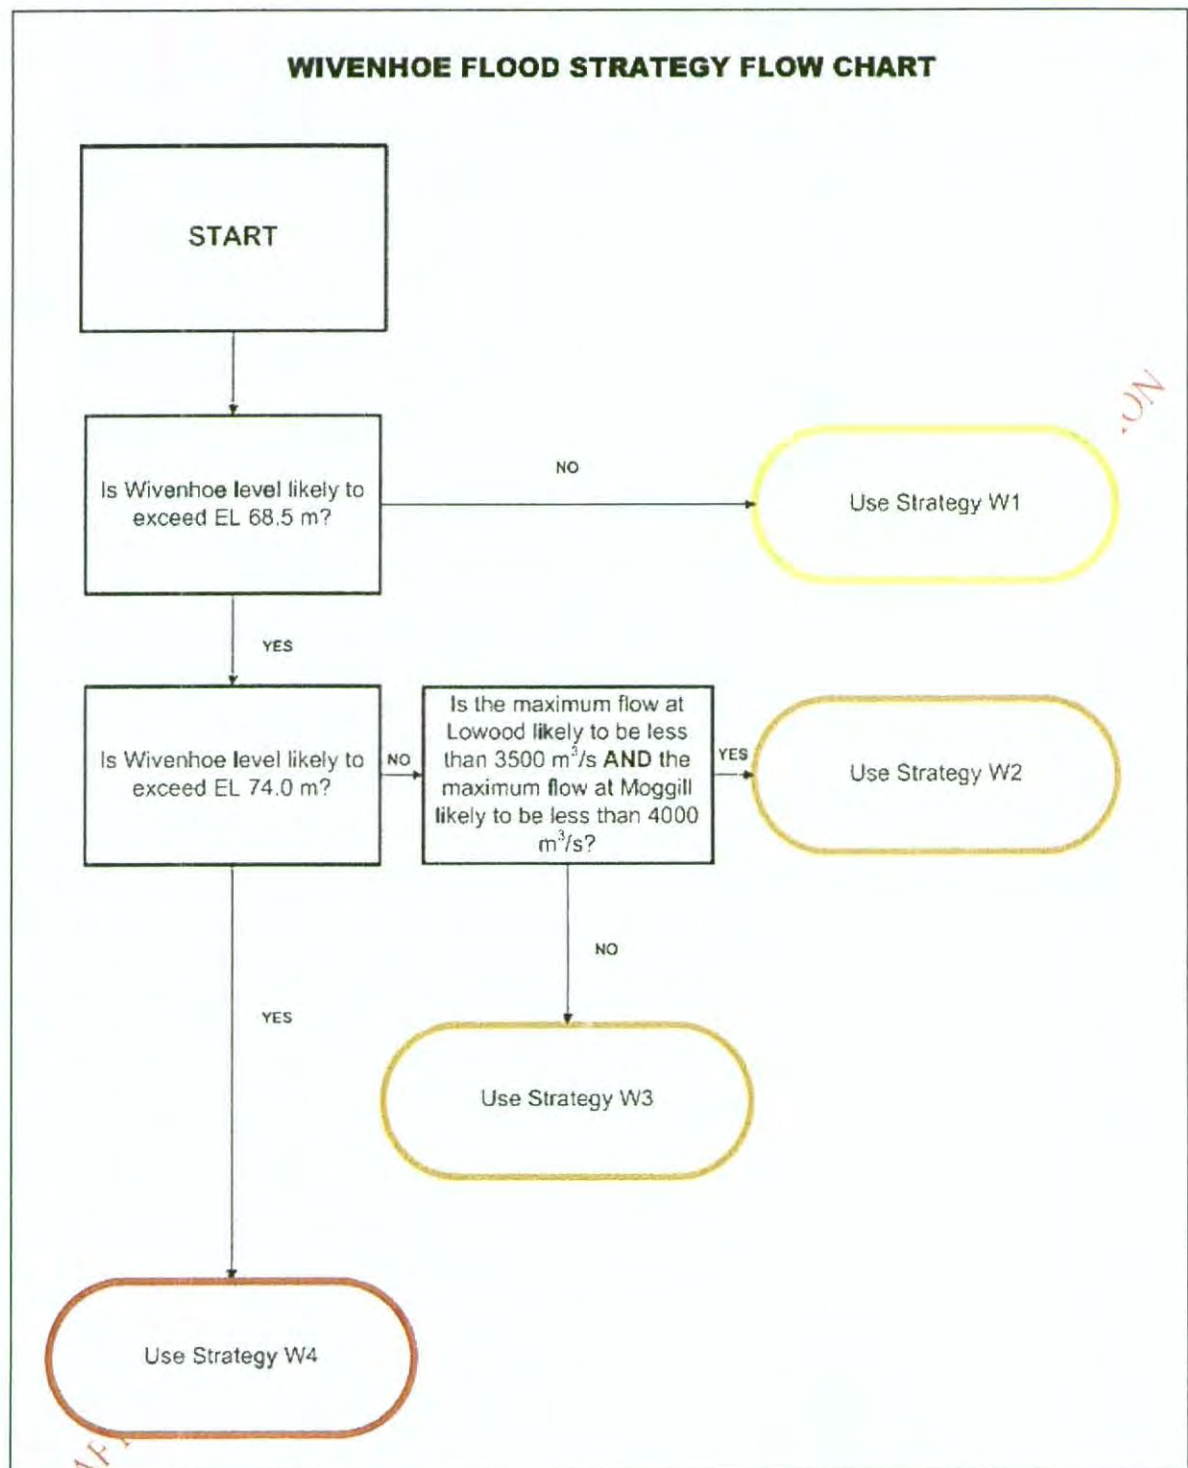 WIVENHOE FLOOD STRATEGY FLOW CHART
START
Is Wivenhoe level likely to
exceed EL 68.5 m?
NO
Use Strategy W1
YES
Is Wivenhoe level likely to
exceed EL 74.0 m?
NO
Is the maximum flow at
Lowood likely to be less
than 3500 m³/s AND the
maximum flow at Moggill
likely to be less than 4000
m³/s?
YES
Use Strategy W2
NO
YES
Use Strategy W3
Use Strategy W4